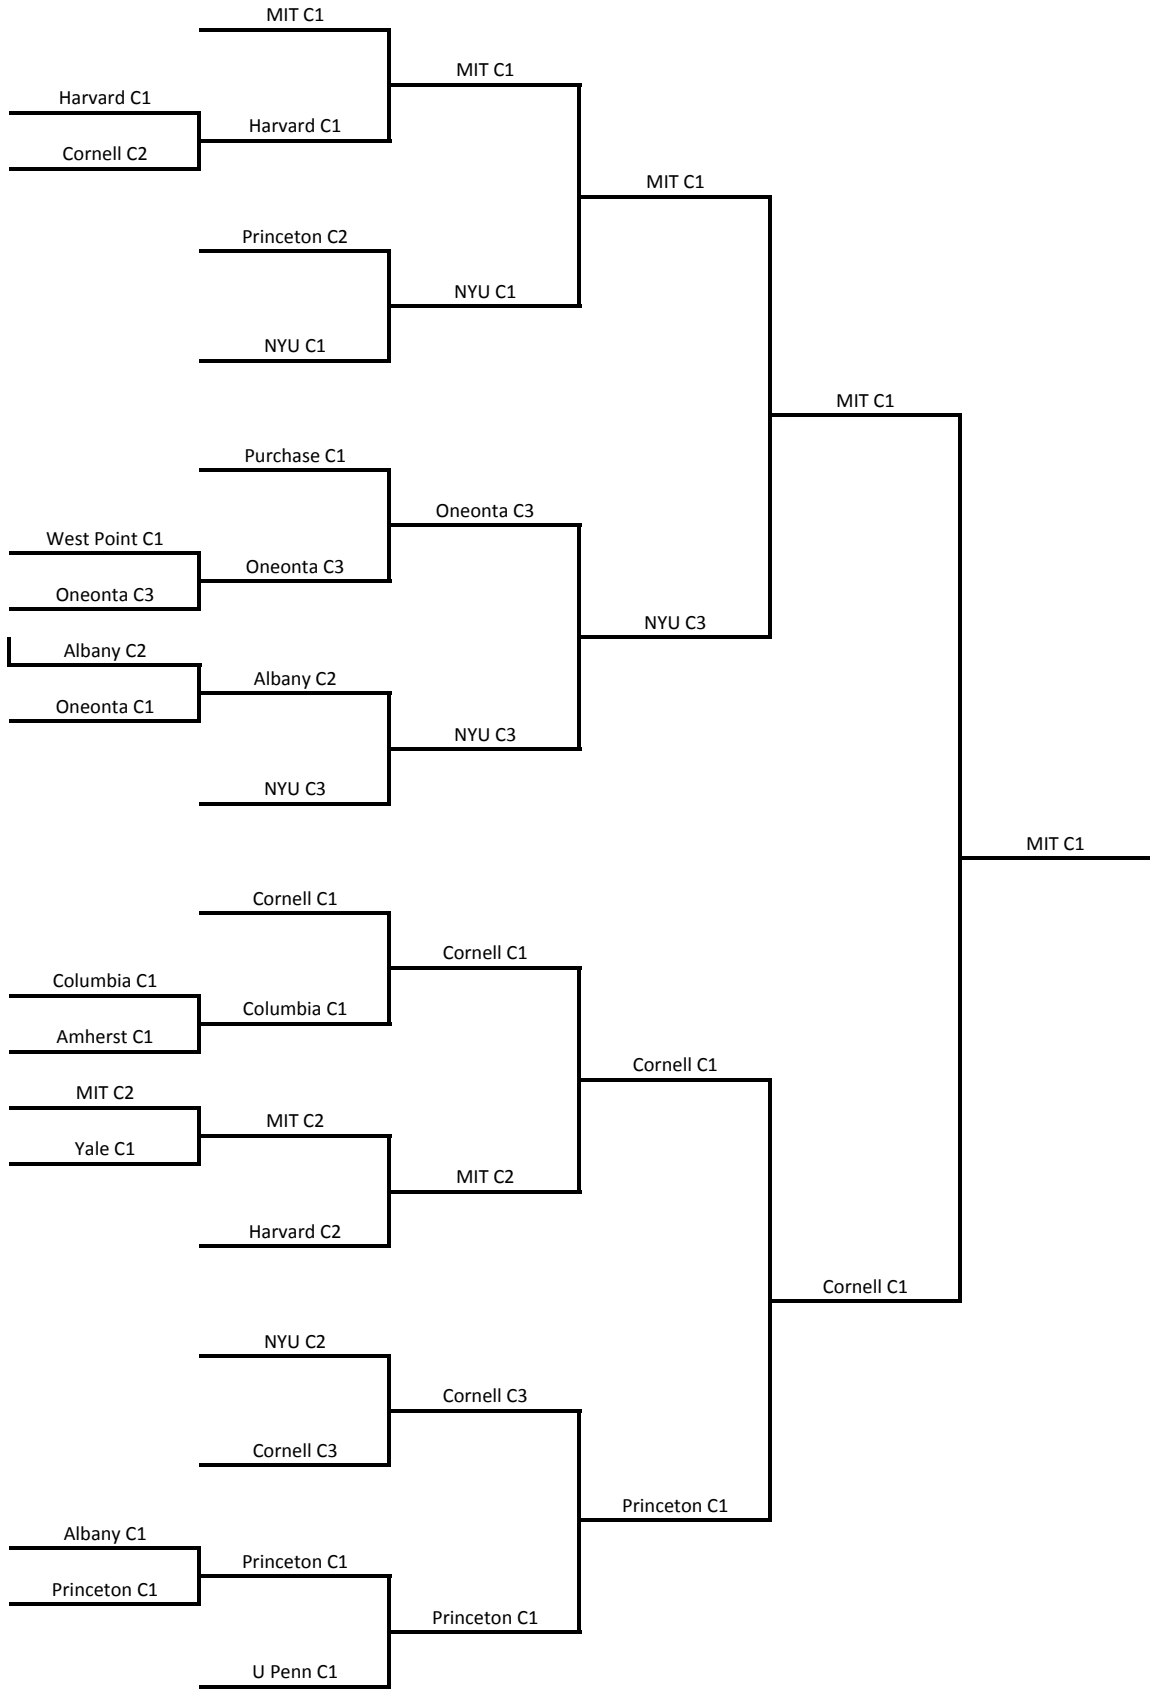 MIT C1
MIT C1
Harvard C1
Harvard C1
Cornell C2
MIT C1
Princeton C2
NYU C1
NYU C1
MIT C1
Purchase C1
Oneonta C3
West Point C1
Oneonta C3
Oneonta C3
NYU C3
Albany C2
Albany C2
Oneonta C1
NYU C3
NYU C3
MIT C1
Cornell C1
Cornell C1
Columbia C1
Columbia C1
Amherst C1
Cornell C1
MIT C2
MIT C2
Yale C1
MIT C2
Harvard C2
Cornell C1
NYU C2
Cornell C3
Cornell C3
Princeton C1
Albany C1
Princeton C1
Princeton C1
Princeton C1
U Penn C1